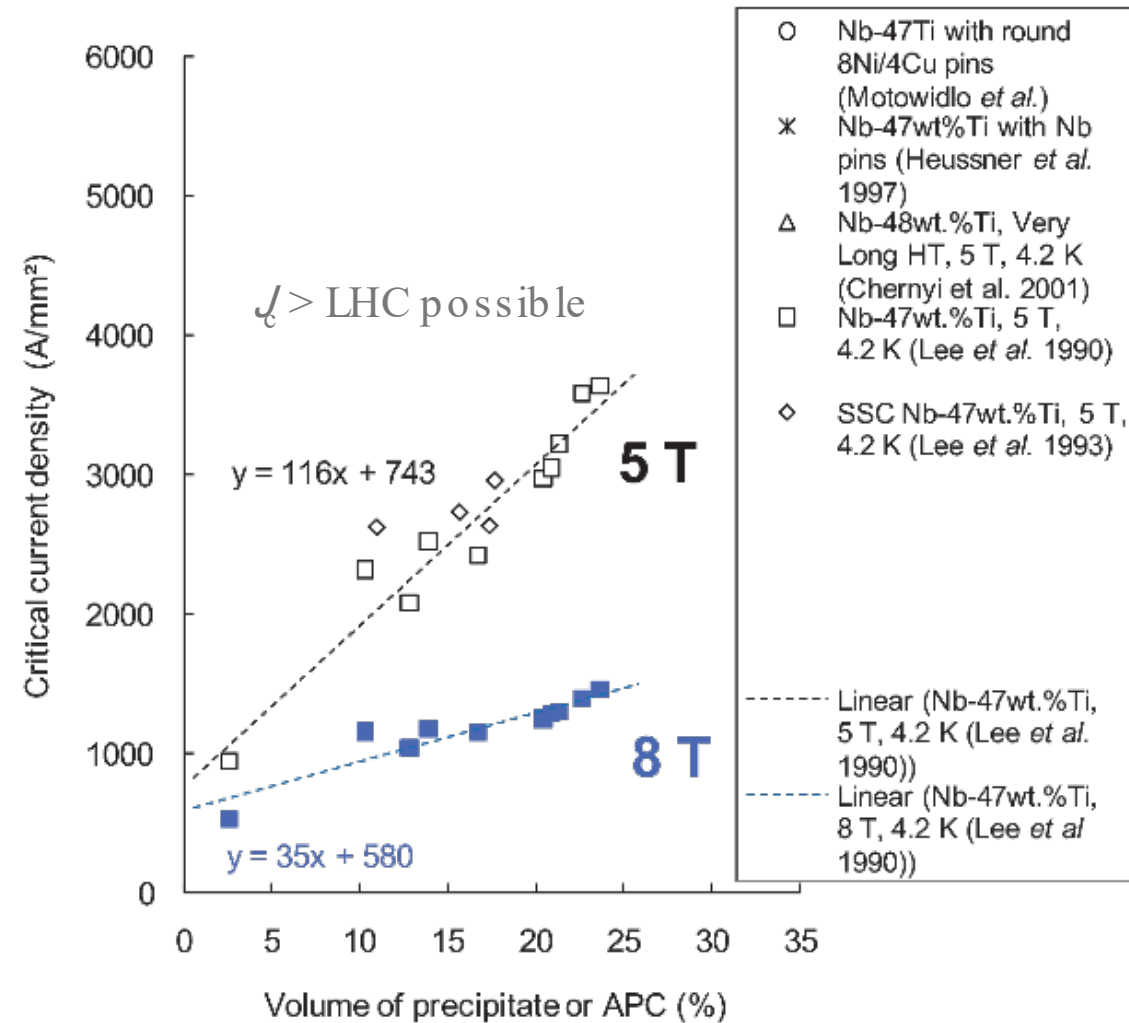 6000
5000
4000
3000
2000
1000
0
Critical current density (A/mm²)
0 5 10 15 20 25 30 35
Volume of precipitate or APC (%)
Jc > LHC possible
y = 116x + 743
5 T
8 T
y = 35x + 580
Nb-47Ti with round
8Ni/4Cu pins
(Motowidlo et al.)
Nb-47wt%Ti with Nb
pins (Heussner et al.
1997)
Nb-48wt.%Ti, Very
Long HT, 5 T, 4.2 K
(Chernyi et al. 2001)
Nb-47wt.%Ti, 5 T,
4.2 K (Lee et al. 1990)
SSC Nb-47wt.%Ti, 5 T,
4.2 K (Lee et al. 1993)
Linear (Nb-47wt.%Ti,
5 T, 4.2 K (Lee et al.
1990))
Linear (Nb-47wt.%Ti,
8 T, 4.2 K (Lee et al
1990))